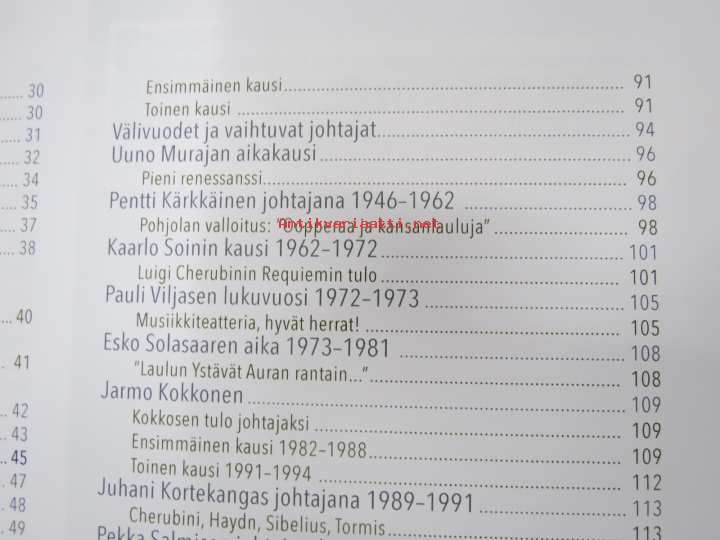 30
30
31
32
34
35
37
38
40
41
42
43
45
47
48
49
Ensimmäinen kausi 91
Toinen kausi 91
Välivuodet ja vaihtuvat johtajat 94
Uuno Murajan aikakausi 96
Pieni renessanssi 96
Pentti Kärkkäinen johtajana 1946–1962 98
Pohjolan valloitus: "Oopperaa ja kansanlauluja" 98
Antikvariaatti.net
Kaarlo Soinin kausi 1962–1972 101
Luigi Cherubinin Requiemin tulo 101
Pauli Viljasen lukuvuosi 1972–1973 105
Musiikkiteatteria, hyvät herrat! 105
Esko Solasaaren aika 1973–1981 108
"Laulun Ystävät Auran rantain..." 108
Jarmo Kokkonen 109
Kokkosen tulo johtajaksi 109
Ensimmäinen kausi 1982–1988 109
Toinen kausi 1991–1994 112
Juhani Kortekangas johtajana 1989–1991 113
Cherubini, Haydn, Sibelius, Tormis 113
Pekka